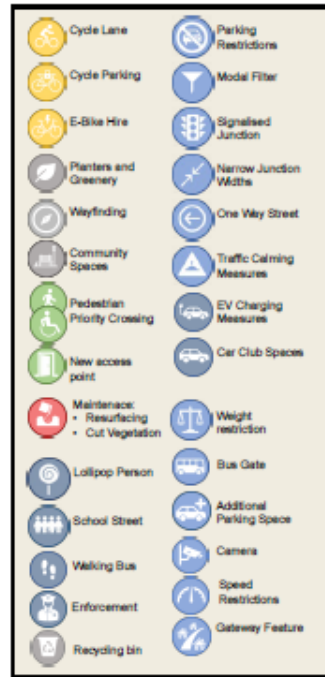 Cycle Lane
Cycle Parking
E-Bike Hire
Planters and
Greenery
Wayfinding
Community
Spaces
Pedestrian
Priority Crossing
New access
point
Maintenace:
• Resurfacing
• Cut Vegetation
Lollipop Person
School Street
Walking Bus
Enforcement
Recycling bin
Parking
Restrictions
Modal Filter
Signalised
Junction
Narrow Junction
Widths
One Way Street
Traffic Calming
Measures
EV Charging
Measures
Car Club Spaces
Weight
restriction
Bus Gate
Additional
Parking Space
Camera
Speed
Restrictions
Gateway Feature